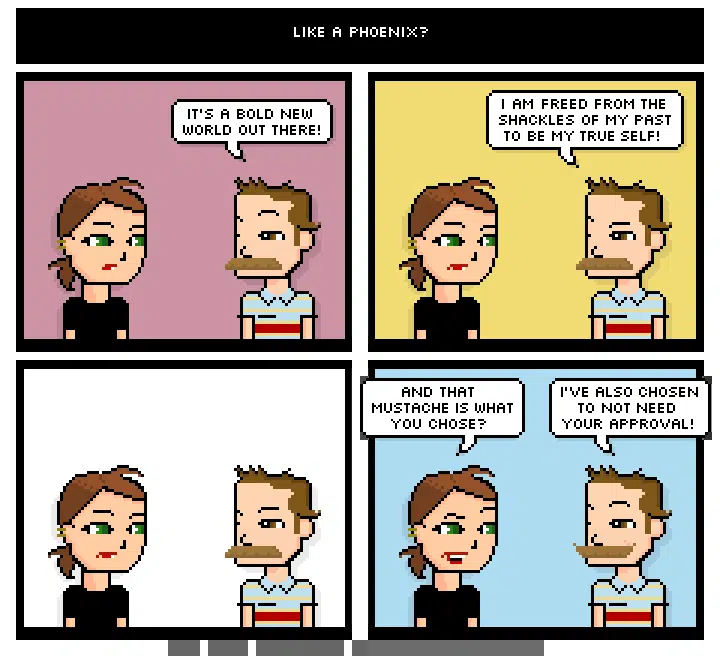 LIKE A PHOENIX?
IT'S A BOLD NEW
WORLD OUT THERE!
I AM FREED FROM THE
SHACKLES OF MY PAST
TO BE MY TRUE SELF!
AND THAT
MUSTACHE IS WHAT
YOU CHOSE?
I'VE ALSO CHOSEN
TO NOT NEED
YOUR APPROVAL!